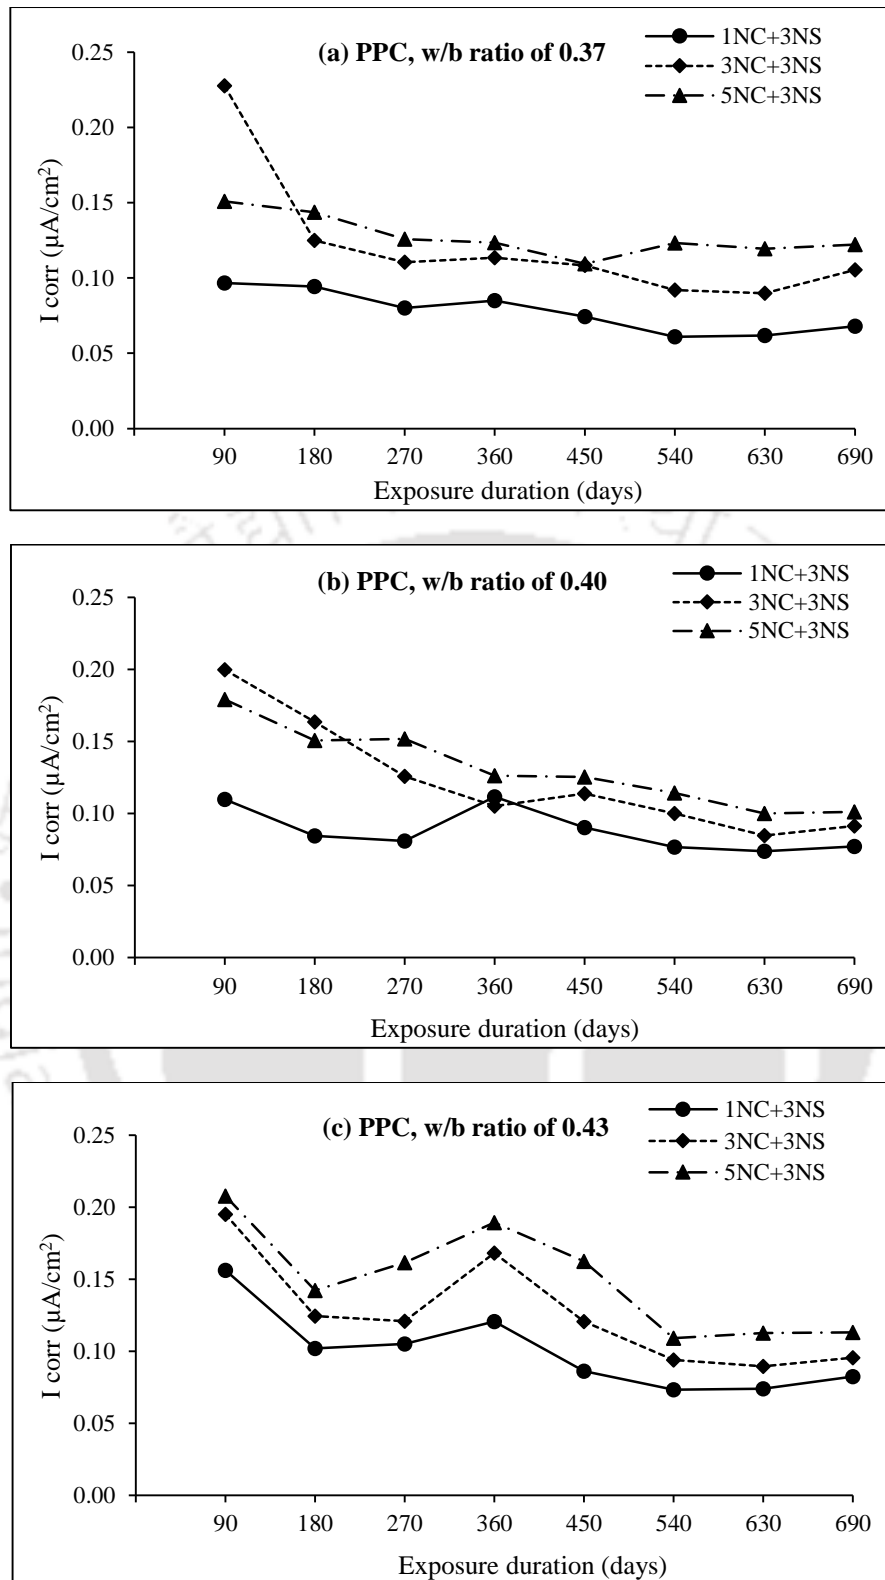 (a) PPC, w/b ratio of 0.37
1NC+3NS
3NC+3NS
5NC+3NS
0.25
0.20
0.15
0.10
0.05
0.00
I corr (µA/cm²)
90 180 270 360 450 540 630 690
Exposure duration (days)
(b) PPC, w/b ratio of 0.40
1NC+3NS
3NC+3NS
5NC+3NS
0.25
0.20
0.15
0.10
0.05
0.00
I corr (µA/cm²)
90 180 270 360 450 540 630 690
Exposure duration (days)
(c) PPC, w/b ratio of 0.43
1NC+3NS
3NC+3NS
5NC+3NS
0.25
0.20
0.15
0.10
0.05
0.00
I corr (µA/cm²)
90 180 270 360 450 540 630 690
Exposure duration (days)